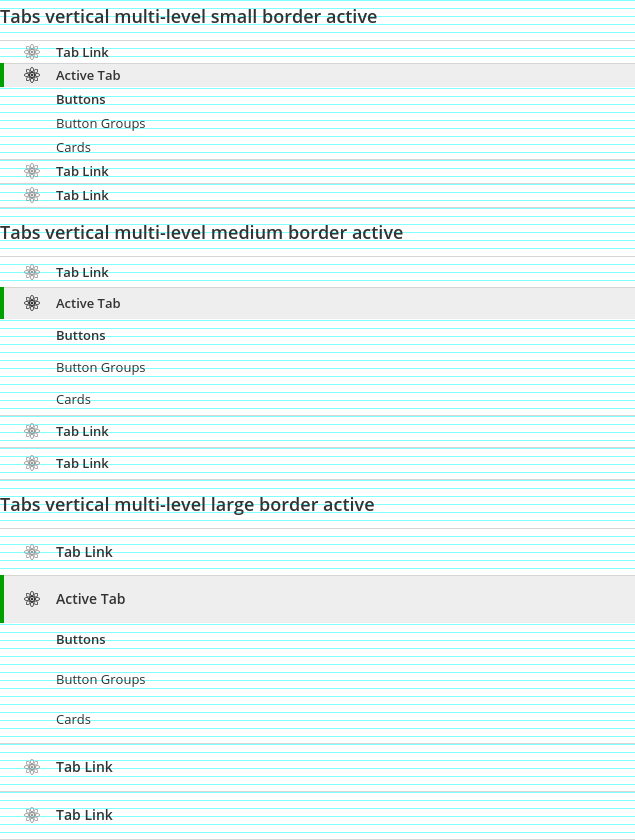 Tabs vertical multi-level small border active
Tab Link
Active Tab
Buttons
Button Groups
Cards
Tab Link
Tab Link
Tabs vertical multi-level medium border active
Tab Link
Active Tab
Buttons
Button Groups
Cards
Tab Link
Tab Link
Tabs vertical multi-level large border active
Tab Link
Active Tab
Buttons
Button Groups
Cards
Tab Link
Tab Link